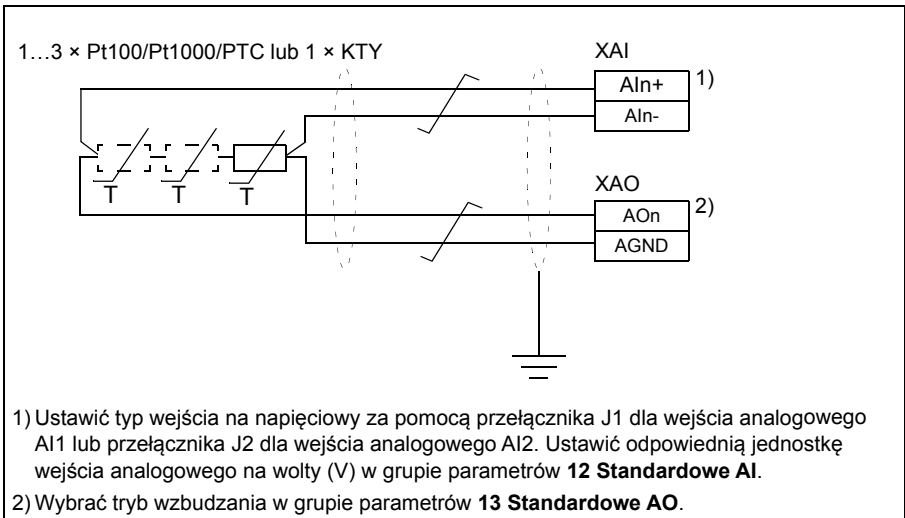 1…3 × Pt100/Pt1000/PTC lub 1 × KTY
XAI
AIn+ 1)
AIn-
T T T
XAO
AOn 2)
AGND
1) Ustawić typ wejścia na napięciowy za pomocą przełącznika J1 dla wejścia analogowego
AI1 lub przełącznika J2 dla wejścia analogowego AI2. Ustawić odpowiednią jednostkę
wejścia analogowego na wolty (V) w grupie parametrów 12 Standardowe AI.
2) Wybrać tryb wzbudzania w grupie parametrów 13 Standardowe AO.